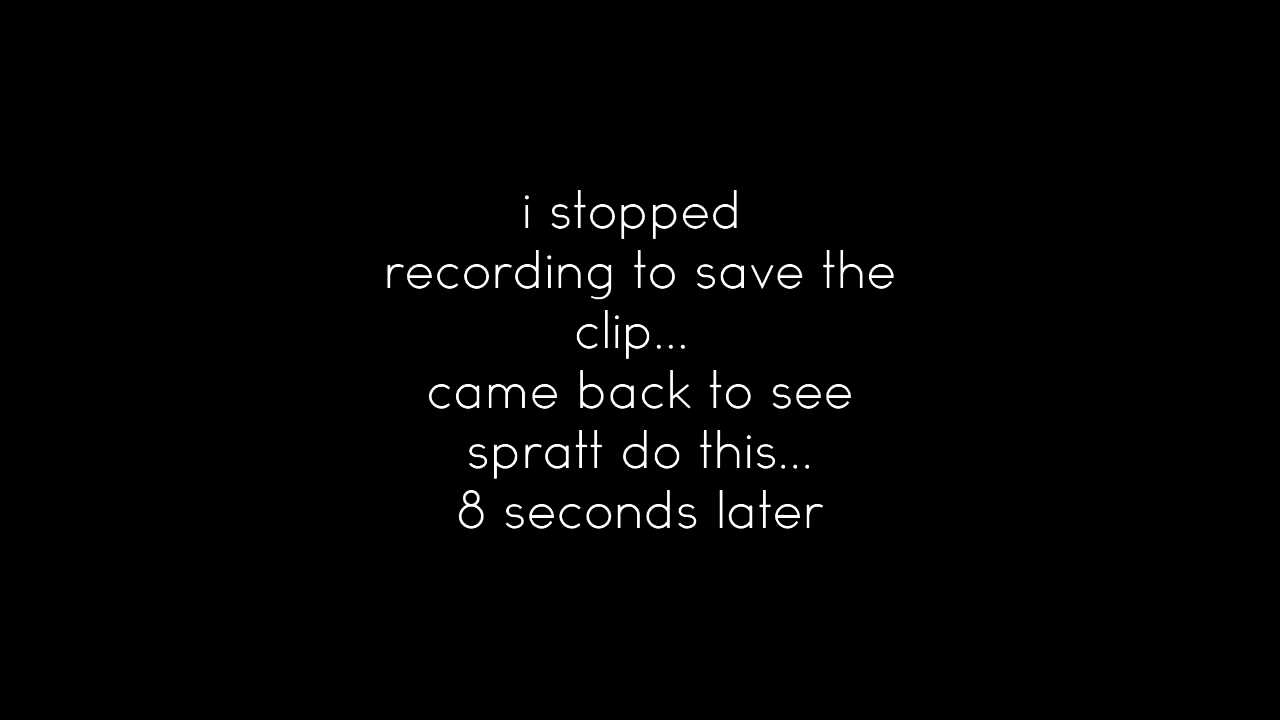 i stopped
recording to save the
clip...
came back to see
spratt do this...
8 seconds later